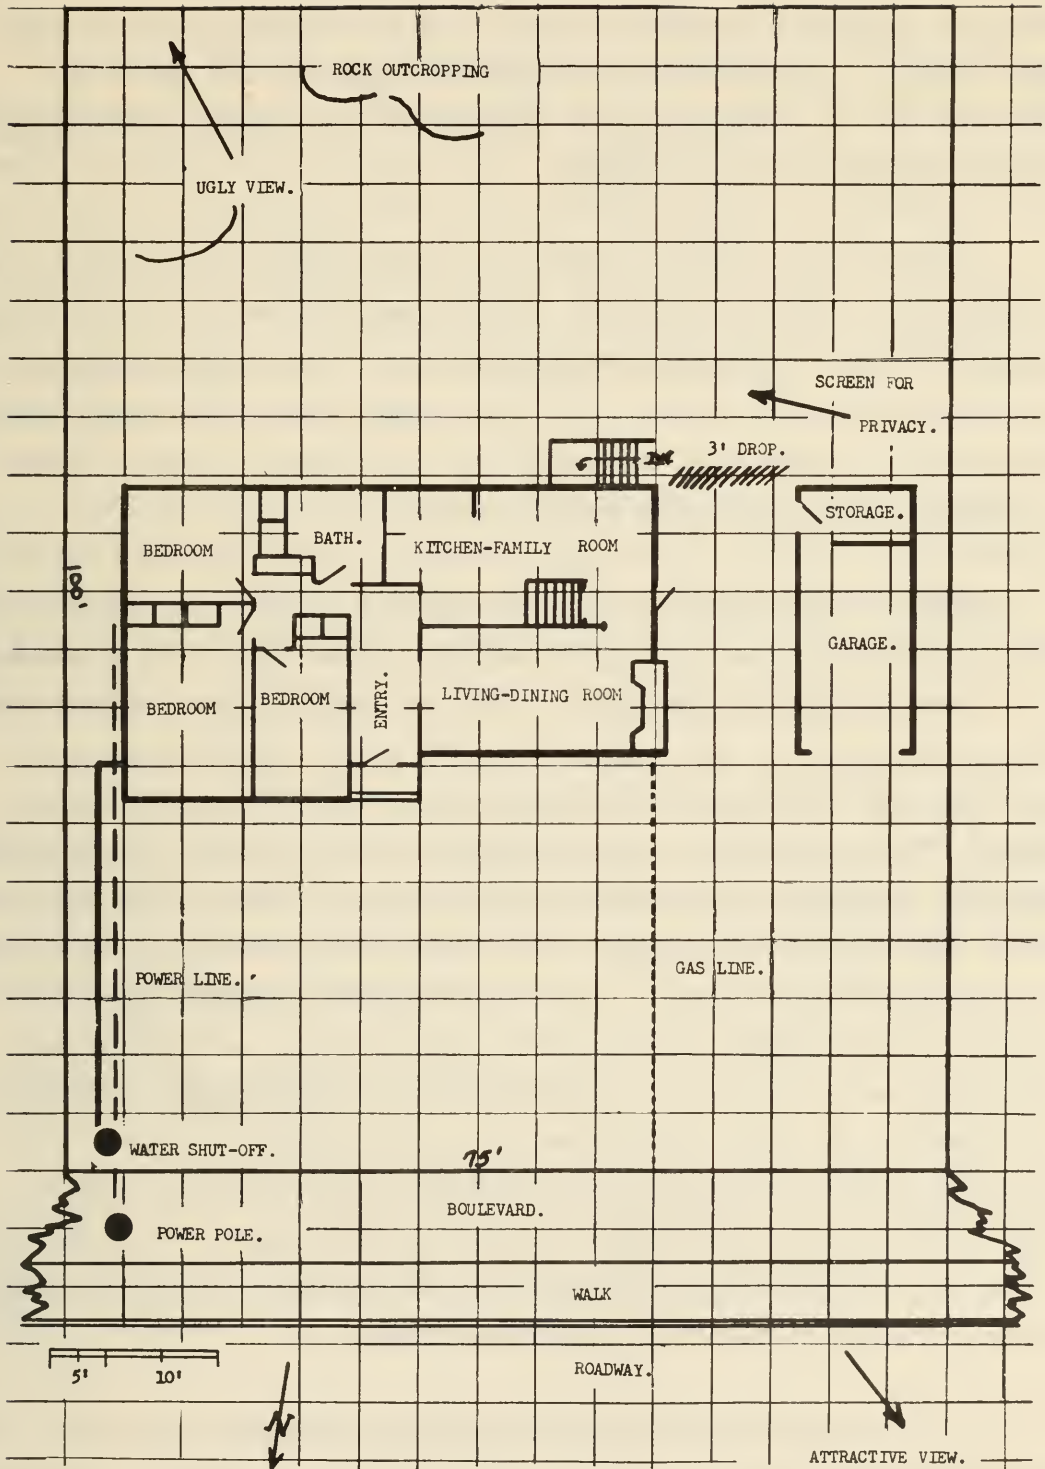 ROCK OUTCROPPING
UGLY VIEW.
SCREEN FOR
PRIVACY.
3' DROP.
STORAGE.
BEDROOM
BATH.
KITCHEN-FAMILY ROOM
GARAGE.
BEDROOM
BEDROOM
ENTRY.
LIVING-DINING ROOM
POWER LINE.
GAS LINE.
WATER SHUT-OFF.
75'
BOULEVARD.
POWER POLE.
WALK
ROADWAY.
5'
10'
N
ATTRACTIVE VIEW.